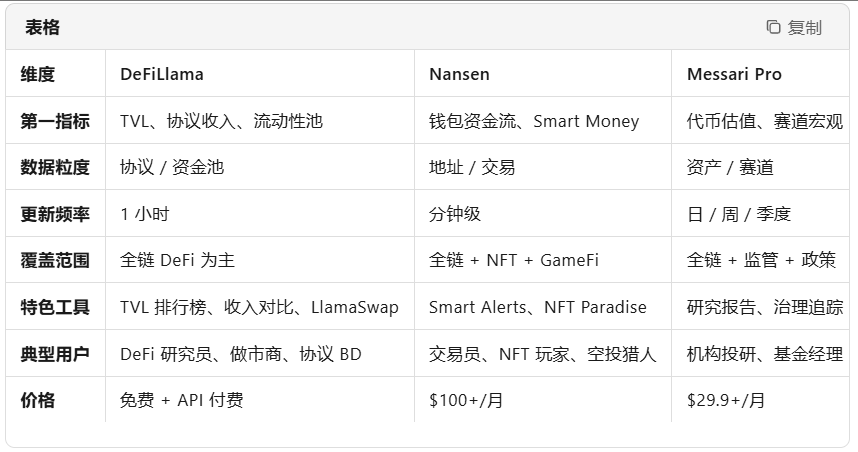 表格 复制
维度 DeFiLlama Nansen Messari Pro
第一指标 TVL、协议收入、流动性池 钱包资金流、Smart Money 代币估值、赛道宏观
数据粒度 协议 / 资金池 地址 / 交易 资产 / 赛道
更新频率 1 小时 分钟级 日 / 周 / 季度
覆盖范围 全链 DeFi 为主 全链 + NFT + GameFi 全链 + 监管 + 政策
特色工具 TVL 排行榜、收入对比、LlamaSwap Smart Alerts、NFT Paradise 研究报告、治理追踪
典型用户 DeFi 研究员、做市商、协议 BD 交易员、NFT 玩家、空投猎人 机构投研、基金经理
价格 免费 + API 付费 $100+/月 $29.9+/月